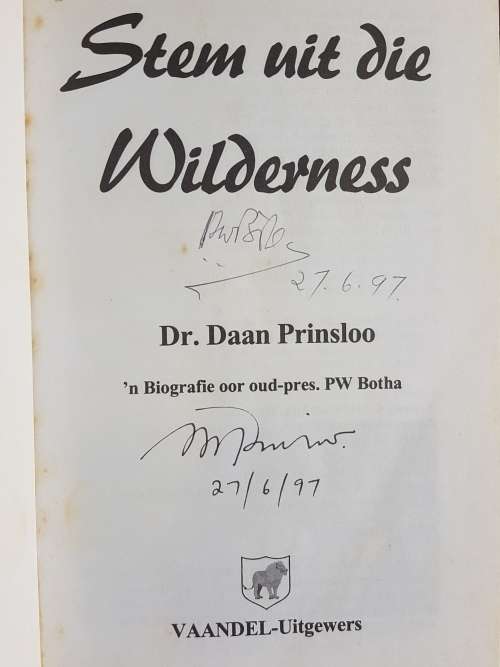 Stem uit die
Wilderness
PWBotha
27.6.97.
Dr. Daan Prinsloo
'n Biografie oor oud-pres. PW Botha
27/6/97
VAANDEL-Uitgewers